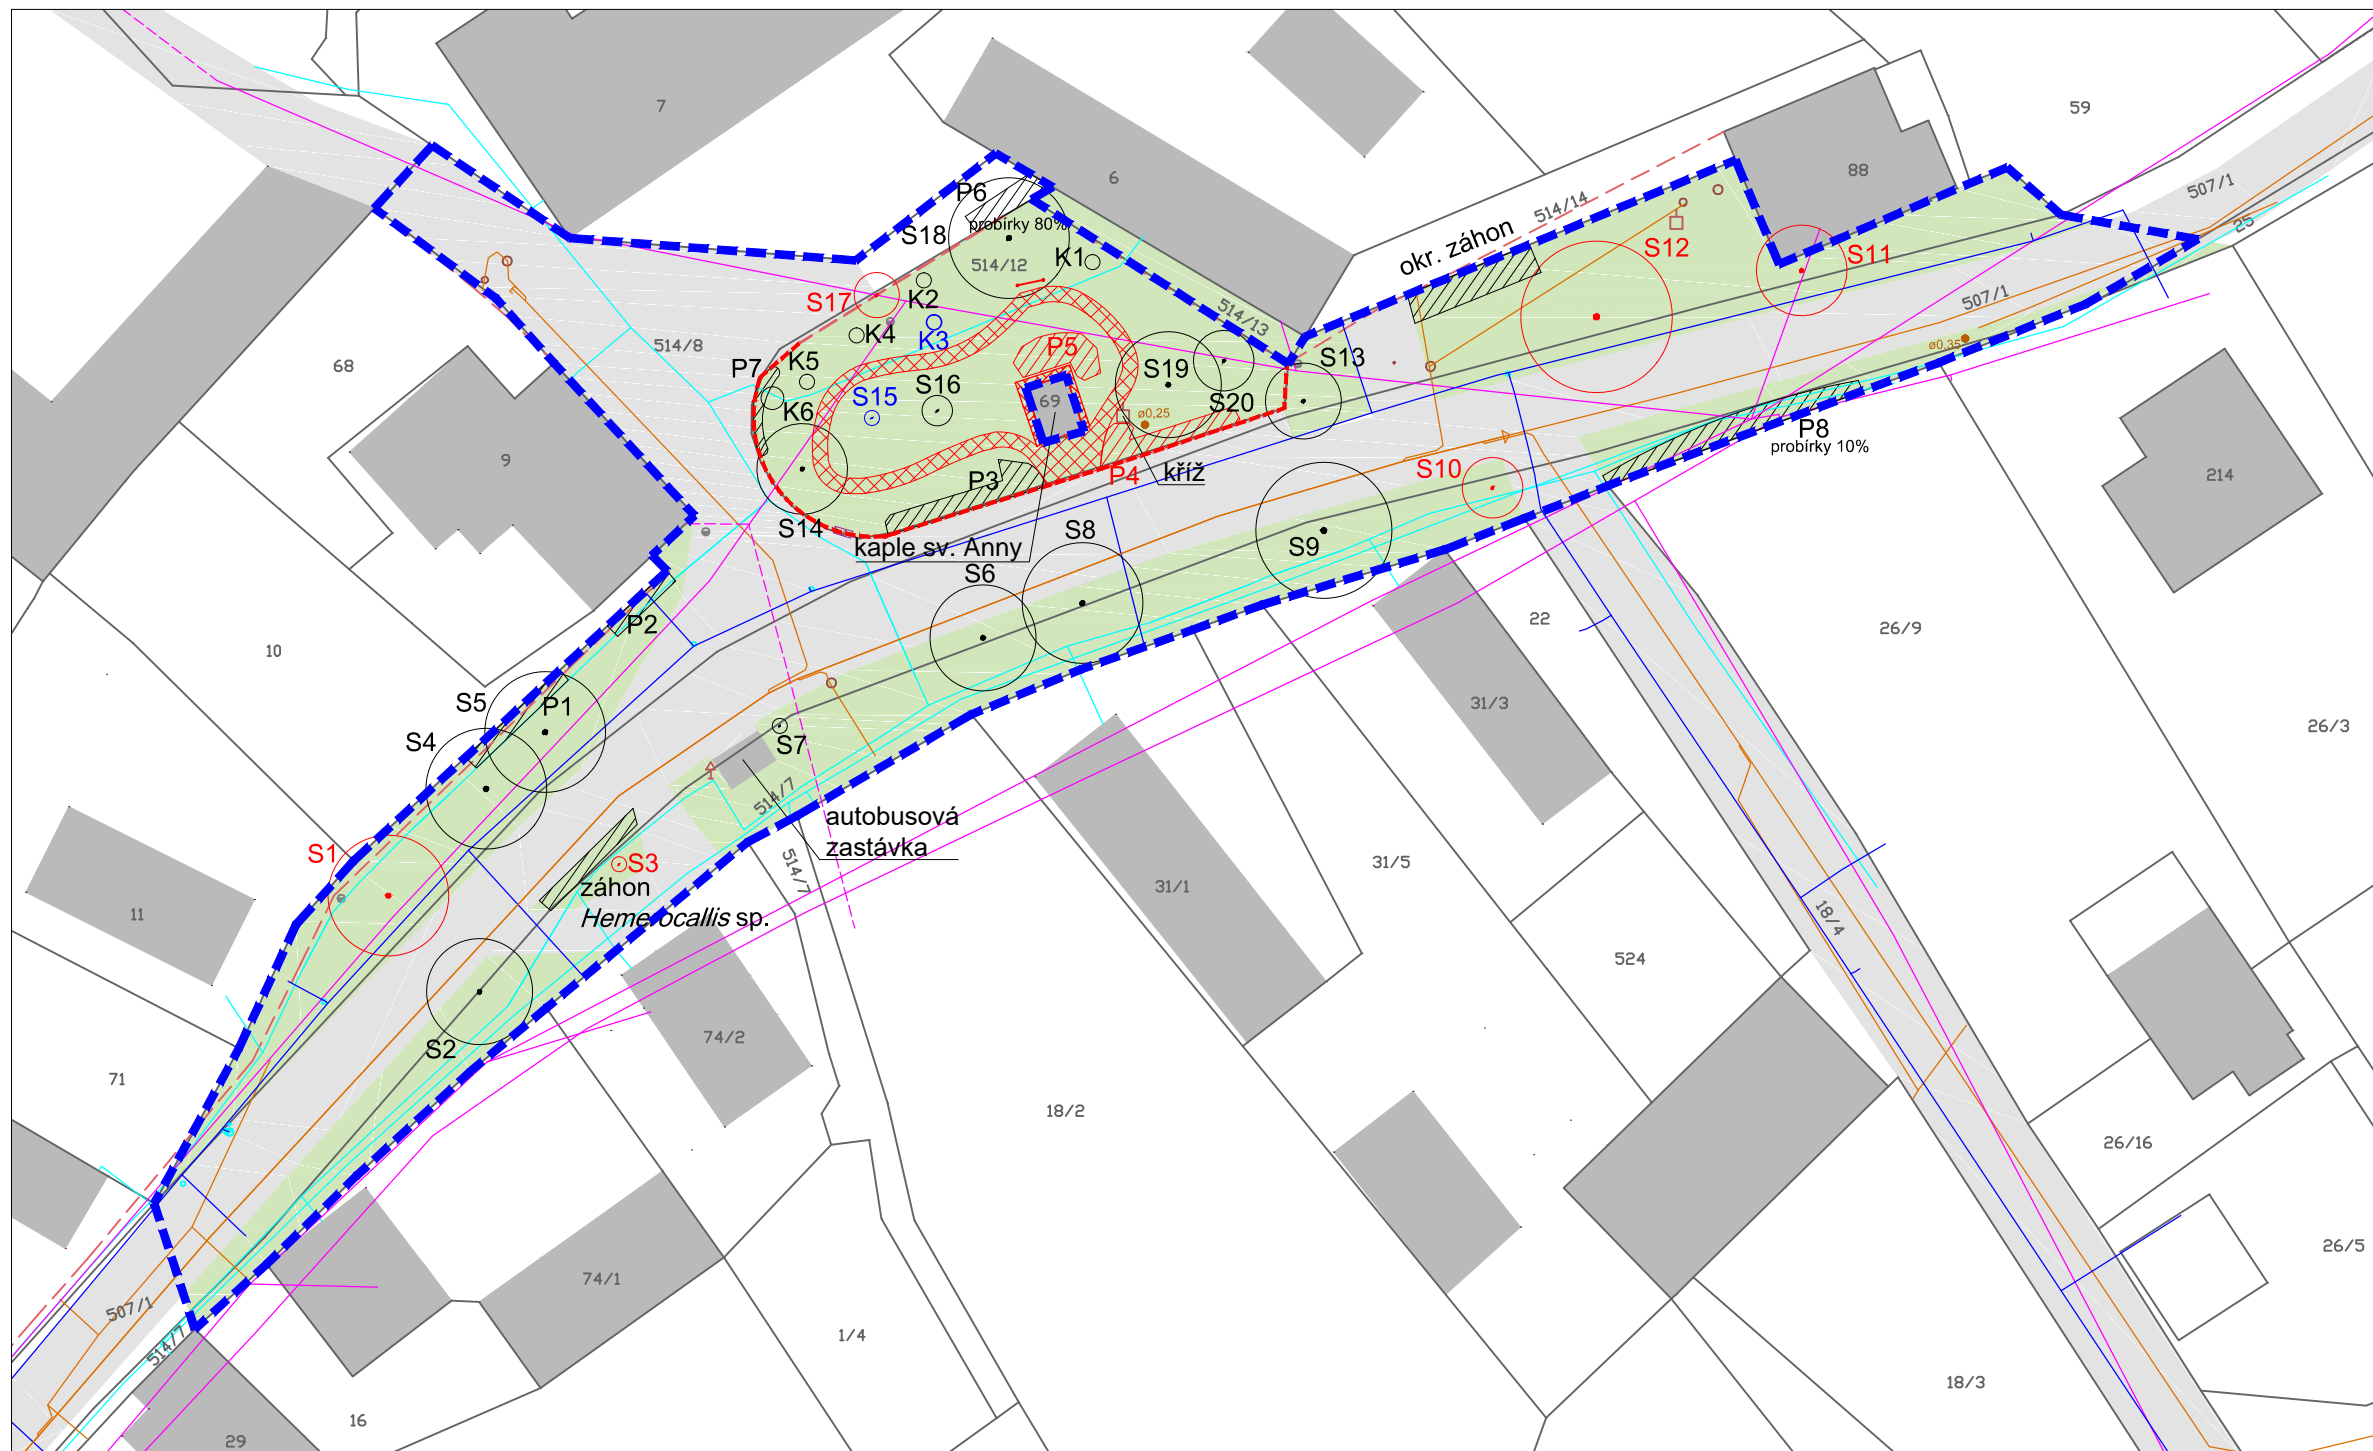 7
59
6
88
507/1
25
P6
probírky 80%
S18
514/12
K1
514/14
okr. záhon
S12
S11
507/1
S17
K2
K3
K4
514/13
514/8
68
P7
K5
P5
S19
S13
ø0,35
S15
S16
69
S20
K6
ø0,25
9
P3
P4
kříž
S10
P8
probírky 10%
214
S14
kaple sv. Anny
S8
S9
S6
P2
22
26/9
10
S5
P1
31/3
26/3
S4
S7
514/7
autobusová
zastávka
S1
S3
514/7
31/5
záhon
Hemerocallis sp.
31/1
11
18/4
524
S2
74/2
71
18/2
26/16
26/5
74/1
507/1
514/7
1/4
18/3
16
29